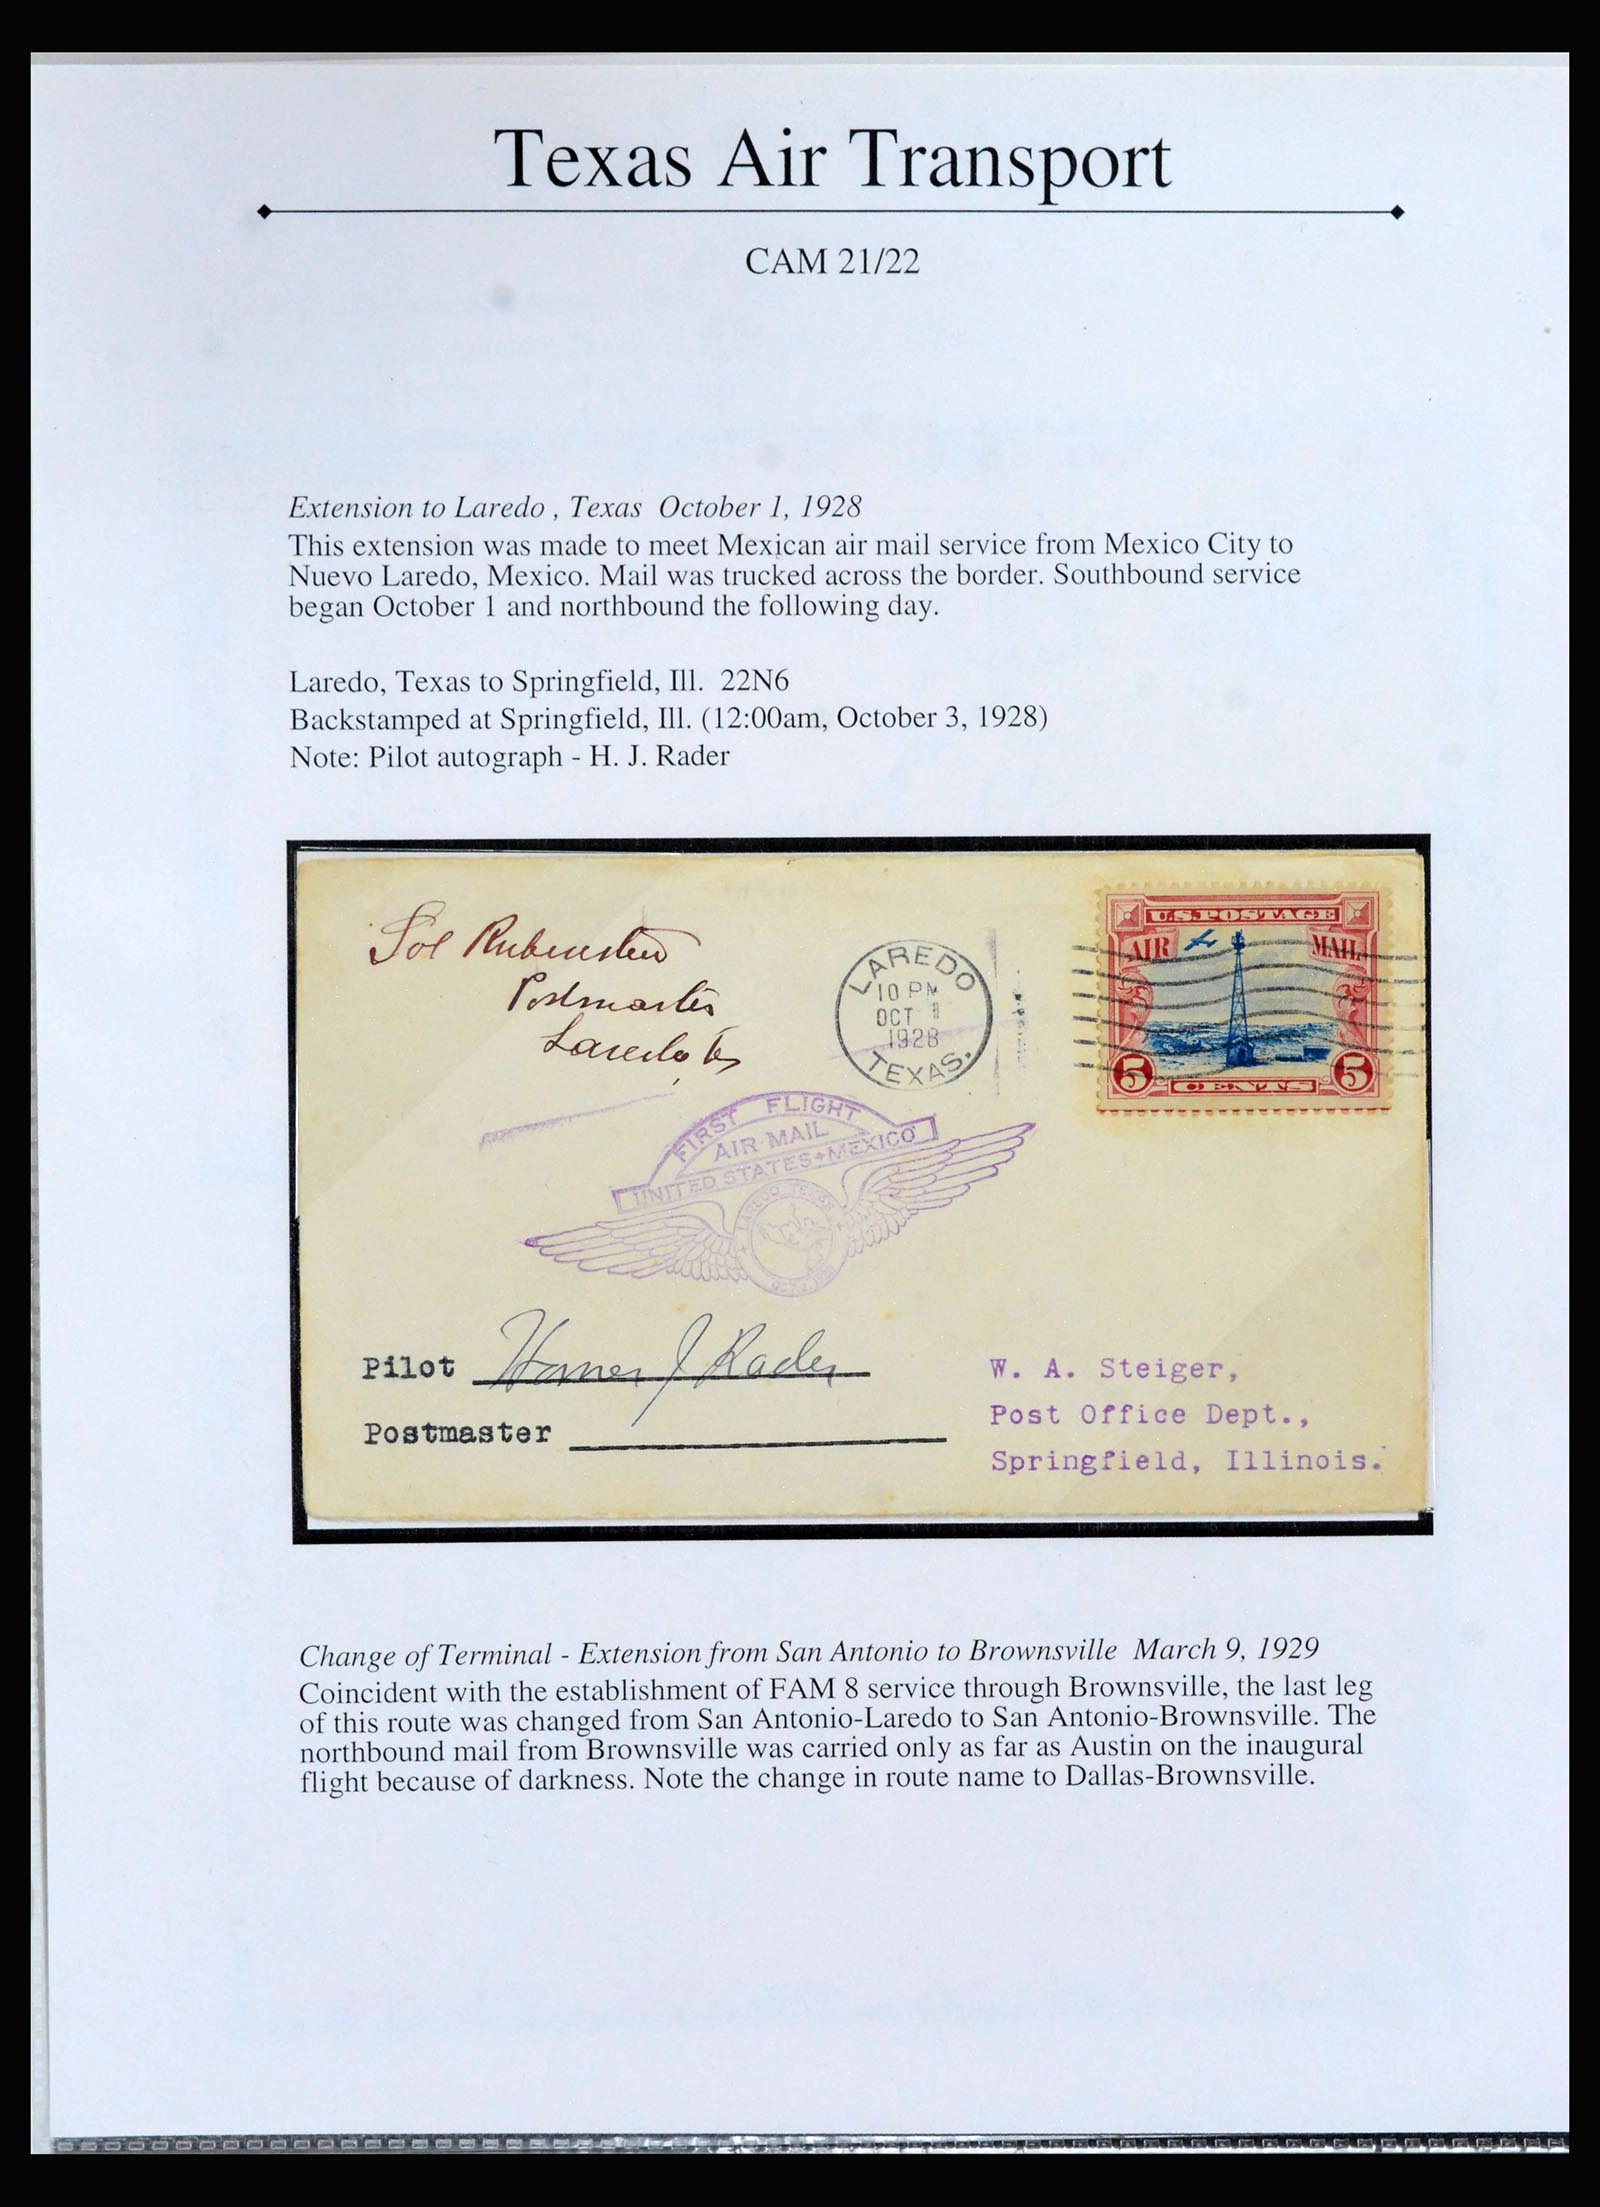 Texas Air Transport
CAM 21/22
Extension to Laredo , Texas  October 1, 1928
This extension was made to meet Mexican air mail service from Mexico City to
Nuevo Laredo, Mexico. Mail was trucked across the border. Southbound service
began October 1 and northbound the following day.
Laredo, Texas to Springfield, Ill.  22N6
Backstamped at Springfield, Ill. (12:00am, October 3, 1928)
Note: Pilot autograph - H. J. Rader
Sol Rubenstein
Postmaster
Laredo Tex
LAREDO
10 PM
OCT 1
1928
TEXAS.
U.S. POSTAGE
AIR MAIL
5 CENTS 5
FIRST FLIGHT
AIR-MAIL
UNITED STATES+MEXICO
LAREDO, TEXAS
Pilot Homer J Rader
Postmaster
W. A. Steiger,
Post Office Dept.,
Springfield, Illinois.
Change of Terminal - Extension from San Antonio to Brownsville  March 9, 1929
Coincident with the establishment of FAM 8 service through Brownsville, the last leg
of this route was changed from San Antonio-Laredo to San Antonio-Brownsville. The
northbound mail from Brownsville was carried only as far as Austin on the inaugural
flight because of darkness. Note the change in route name to Dallas-Brownsville.